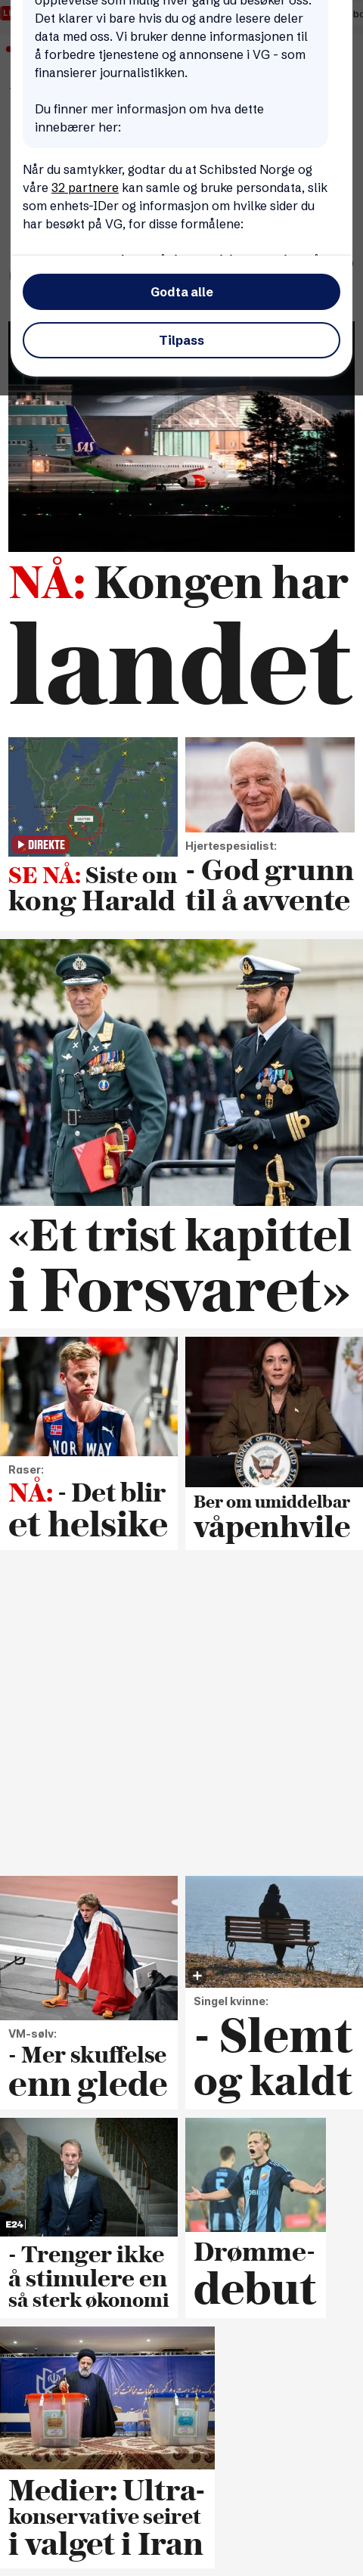 opplevelse som mulig hver gang du besøker oss.
Det klarer vi bare hvis du og andre lesere deler
data med oss. Vi bruker denne informasjonen til
å forbedre tjenestene og annonsene i VG - som
finansierer journalistikken.
Du finner mer informasjon om hva dette
innebærer her:
Når du samtykker, godtar du at Schibsted Norge og
våre 32 partnere kan samle og bruke persondata, slik
som enhets-IDer og informasjon om hvilke sider du
har besøkt på VG, for disse formålene:
Godta alle
Tilpass
NÅ: Kongen har
landet
DIREKTE
SE NÅ: Siste om
kong Harald
Hjertespesialist:
- God grunn
til å avvente
«Et trist kapittel
i Forsvaret»
NORWAY
Raser:
NÅ: - Det blir
et helsike
Ber om umiddelbar
våpenhvile
VM-sølv:
- Mer skuffelse
enn glede
Singel kvinne:
- Slemt
og kaldt
E24
- Trenger ikke
å stimulere en
så sterk økonomi
Drømme-
debut
Medier: Ultra-
konservative seiret
i valget i Iran